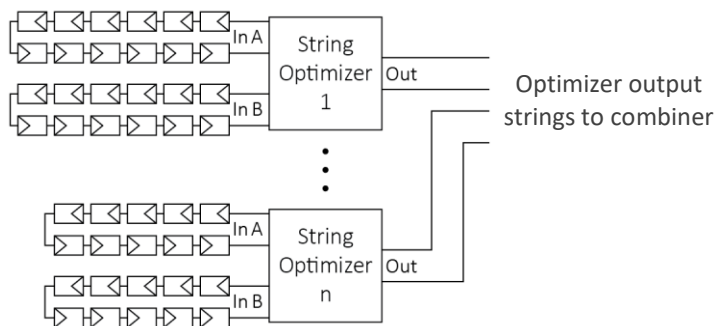 In A
In B
String
Optimizer
1
Out
Optimizer output
strings to combiner
In A
In B
String
Optimizer
n
Out